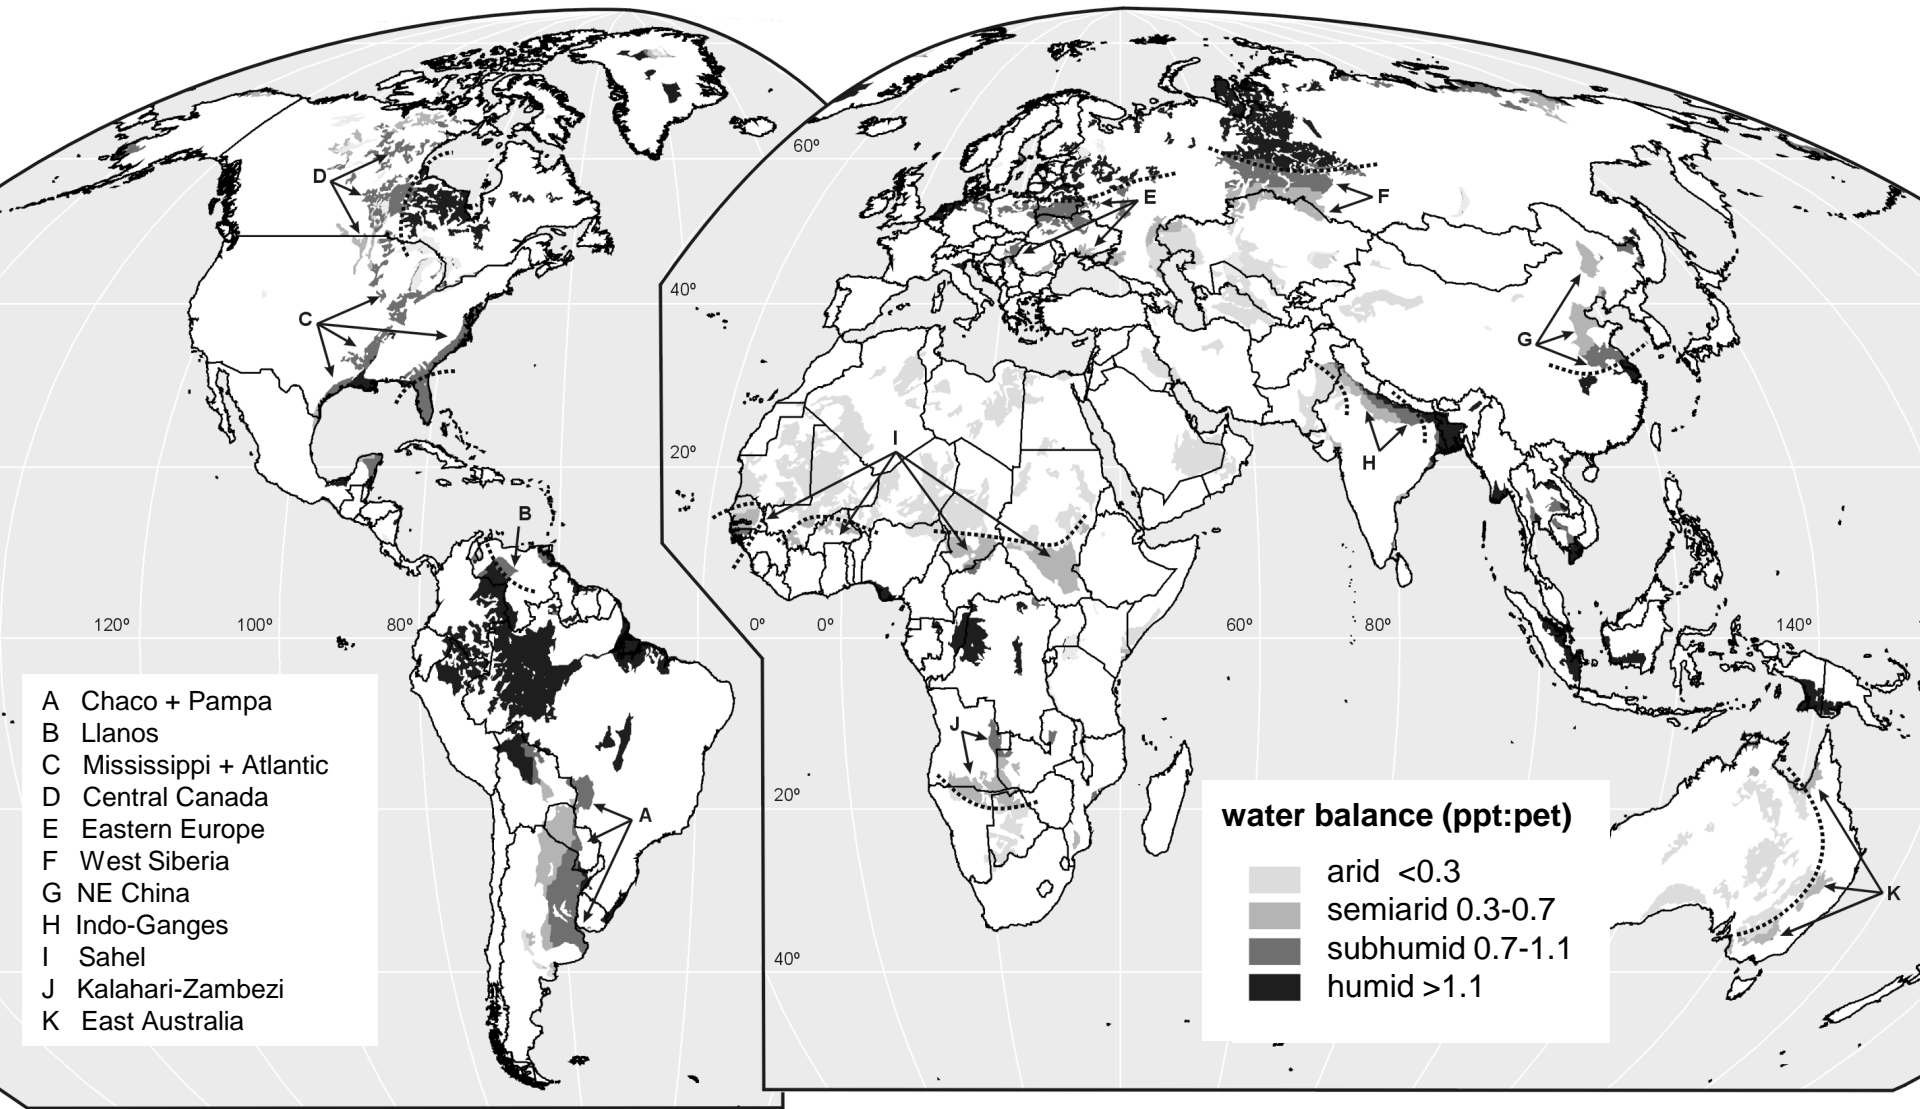 D
E
F
60º
40º
C
G
I
20º
H
B
120º 100º 80º 0º 0º 60º 80º 140º
J
A
20º
K
40º
A Chaco + Pampa
B Llanos
C Mississippi + Atlantic
D Central Canada
E Eastern Europe
F West Siberia
G NE China
H Indo-Ganges
I Sahel
J Kalahari-Zambezi
K East Australia
water balance (ppt:pet)
arid <0.3
semiarid 0.3-0.7
subhumid 0.7-1.1
humid >1.1